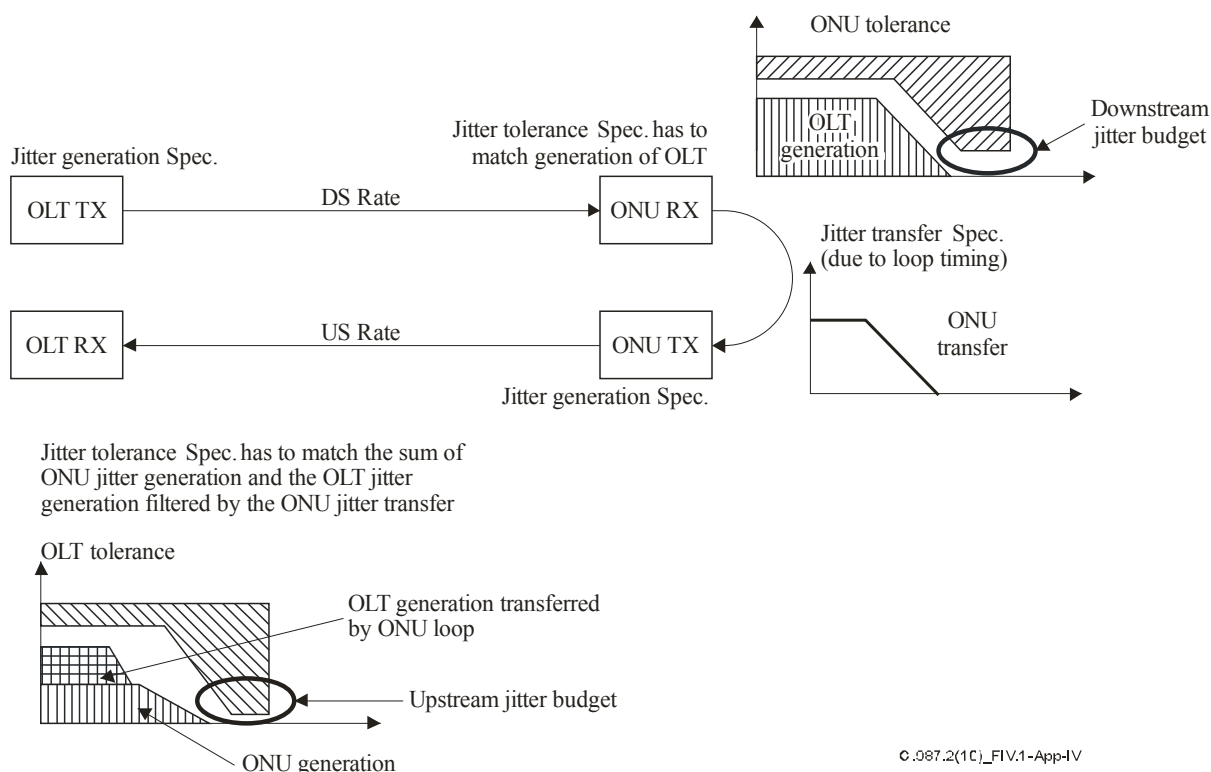 ONU tolerance
OLT
generation
Downstream
jitter budget
Jitter tolerance Spec. has to
match generation of OLT
Jitter generation Spec.
OLT TX
DS Rate
ONU RX
Jitter transfer Spec.
(due to loop timing)
ONU
transfer
OLT RX
US Rate
ONU TX
Jitter generation Spec.
Jitter tolerance Spec. has to match the sum of
ONU jitter generation and the OLT jitter
generation filtered by the ONU jitter transfer
OLT tolerance
OLT generation transferred
by ONU loop
Upstream jitter budget
ONU generation